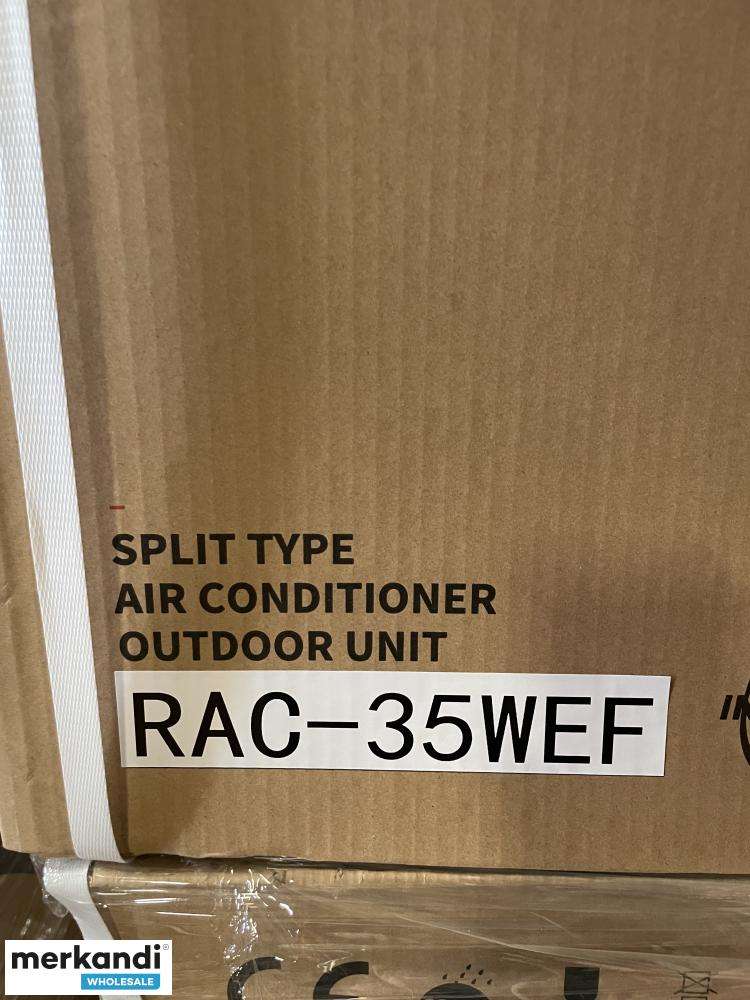 SPLIT TYPE
AIR CONDITIONER
OUTDOOR UNIT
RAC-35WEF
merkandi®
WHOLESALE